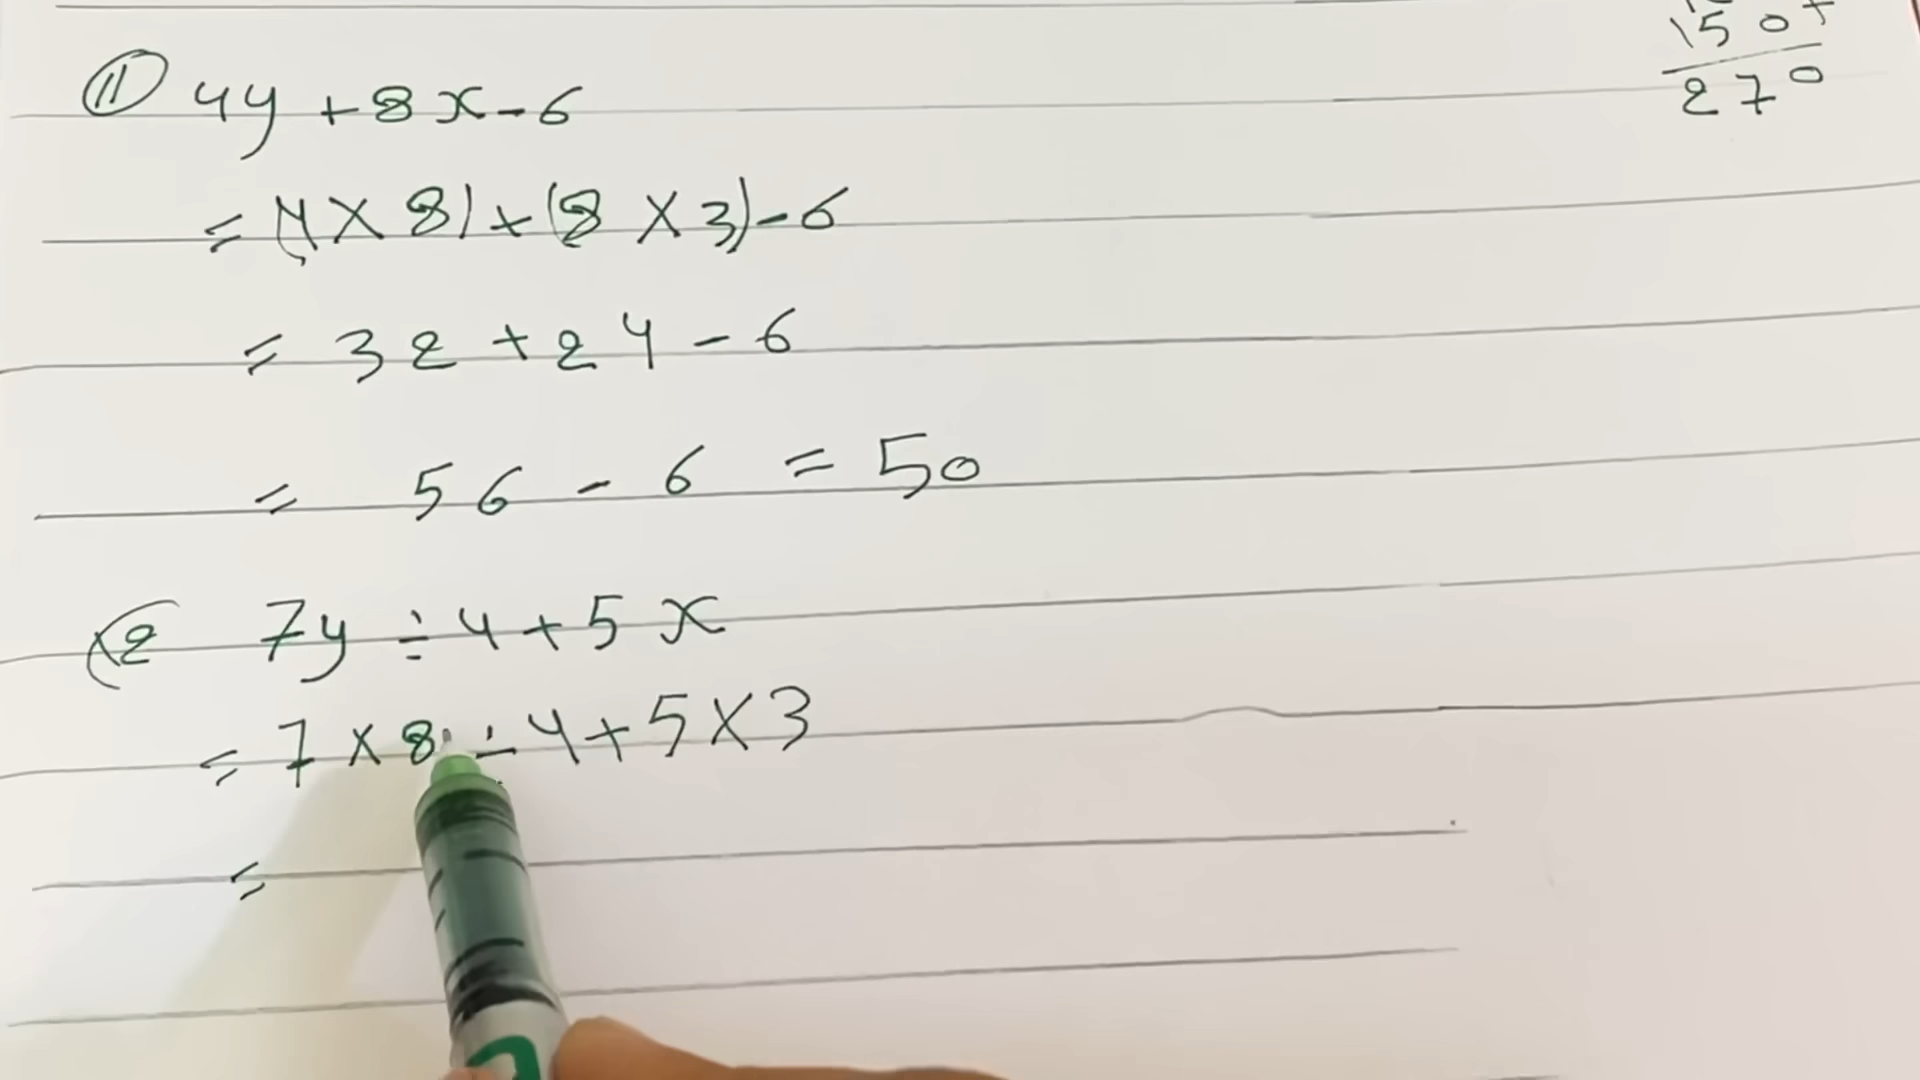 150+
270
11 4y + 8x - 6
= (4 × 8) + (8 × 3) - 6
= 32 + 24 - 6
= 56 - 6 = 50
(2 7y ÷ 4 + 5x
= 7 × 8 ÷ 4 + 5 × 3
=